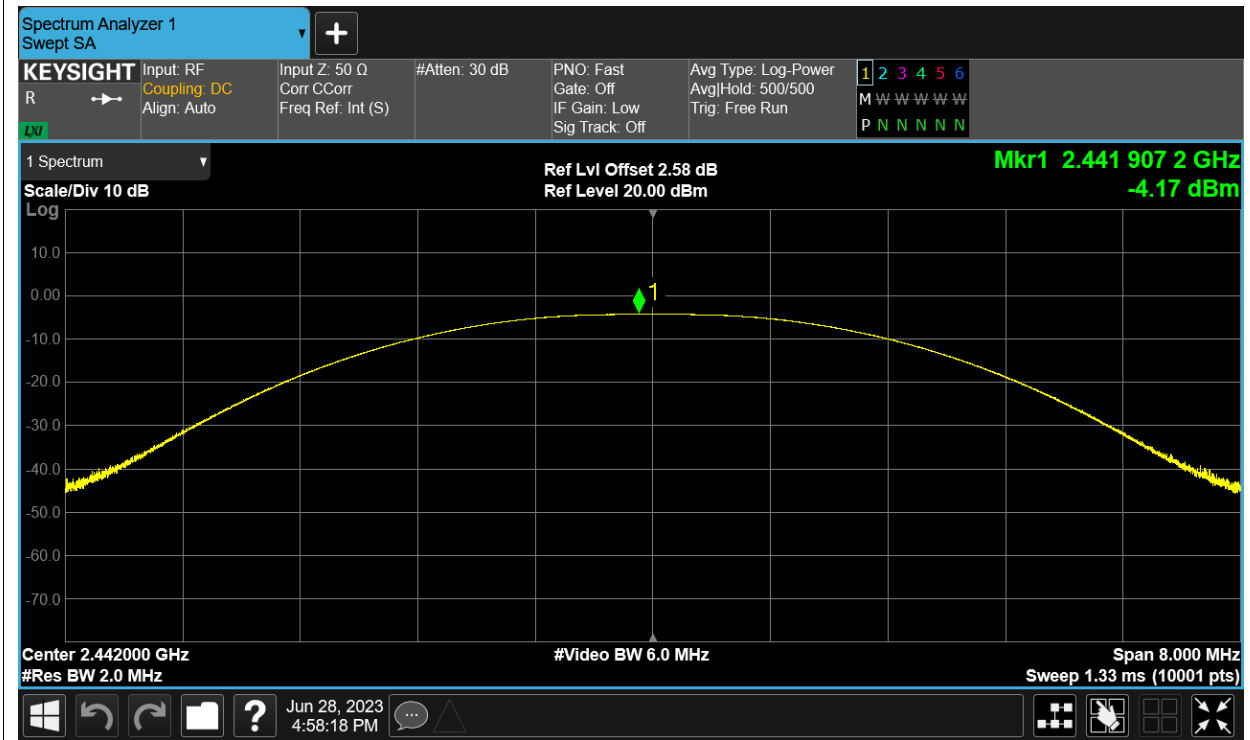 Spectrum Analyzer 1
Swept SA
+
KEYSIGHT
R
LXI
Input: RF
Coupling: DC
Align: Auto
Input Z: 50 Ω
Corr CCorr
Freq Ref: Int (S)
#Atten: 30 dB
PNO: Fast
Gate: Off
IF Gain: Low
Sig Track: Off
Avg Type: Log-Power
Avg|Hold: 500/500
Trig: Free Run
1 2 3 4 5 6
M W W W W W
P N N N N N
1 Spectrum
Scale/Div 10 dB
Log
Ref Lvl Offset 2.58 dB
Ref Level 20.00 dBm
Mkr1 2.441 907 2 GHz
-4.17 dBm
10.0
0.00
1
-10.0
-20.0
-30.0
-40.0
-50.0
-60.0
-70.0
Center 2.442000 GHz
#Res BW 2.0 MHz
#Video BW 6.0 MHz
Span 8.000 MHz
Sweep 1.33 ms (10001 pts)
?
Jun 28, 2023
4:58:18 PM